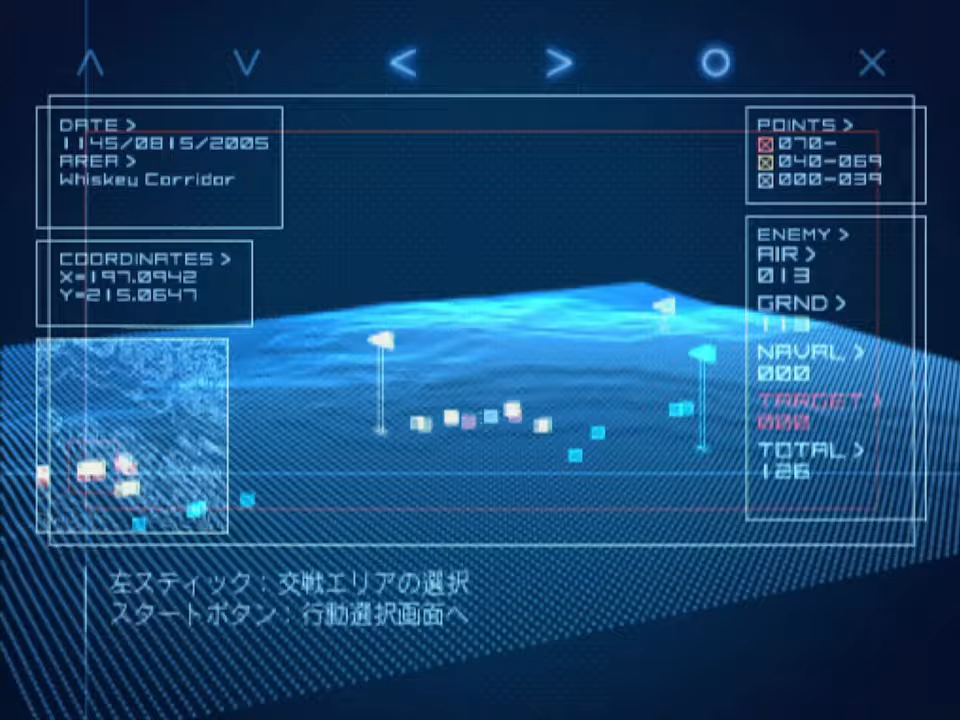 DATE >
1145/0815/2005
AREA >
Whiskey Corridor
COORDINATES >
X=197.0942
Y=215.0647
POINTS >
070-
040-069
000-039
ENEMY >
AIR >
013
GRND >
113
NAVAL >
000
TARGET >
000
TOTAL >
126
左スティック：交戦エリアの選択
スタートボタン：行動選択画面へ